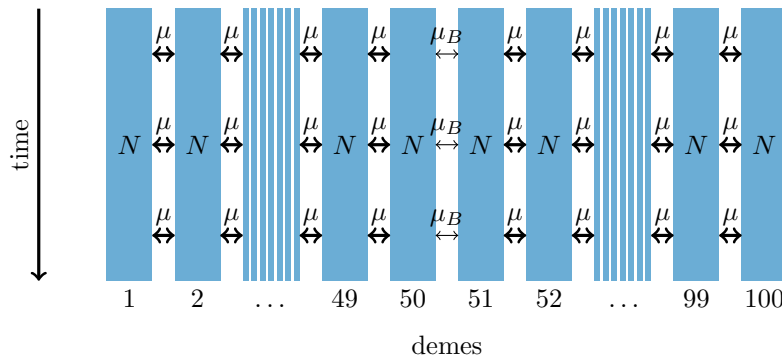 μ μ μ μ μ_B μ μ μ μ
μ μ μ μ μ_B μ μ μ μ
time
N N N N N N N N
μ μ μ μ μ_B μ μ μ μ
1 2 ... 49 50 51 52 ... 99 100
demes